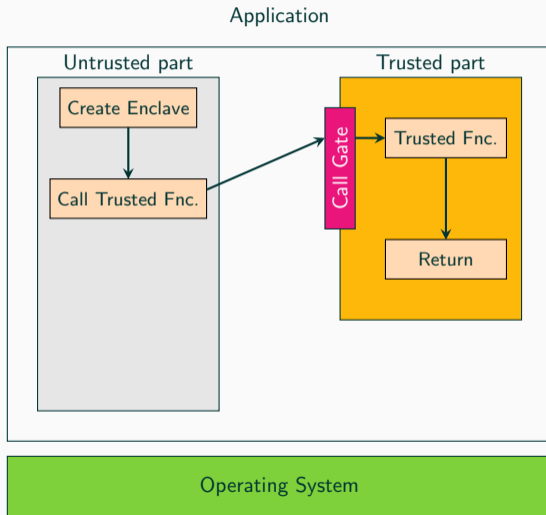 Application
Untrusted part
Trusted part
Create Enclave
Call Trusted Fnc.
Call Gate
Trusted Fnc.
Return
Operating System